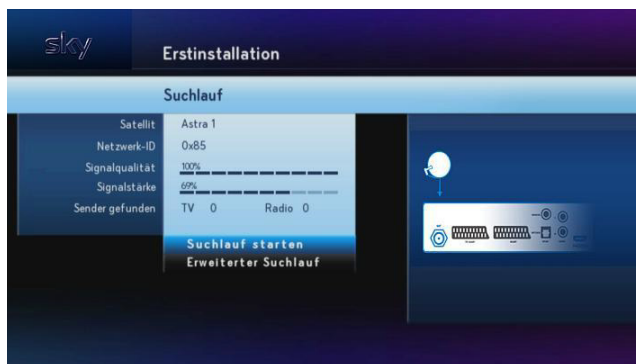 sky
Erstinstallation
Suchlauf
Satellit Astra 1
Netzwerk-ID 0x85
Signalqualität 100%
Signalstärke 69%
Sender gefunden TV 0 Radio 0
Suchlauf starten
Erweiterter Suchlauf